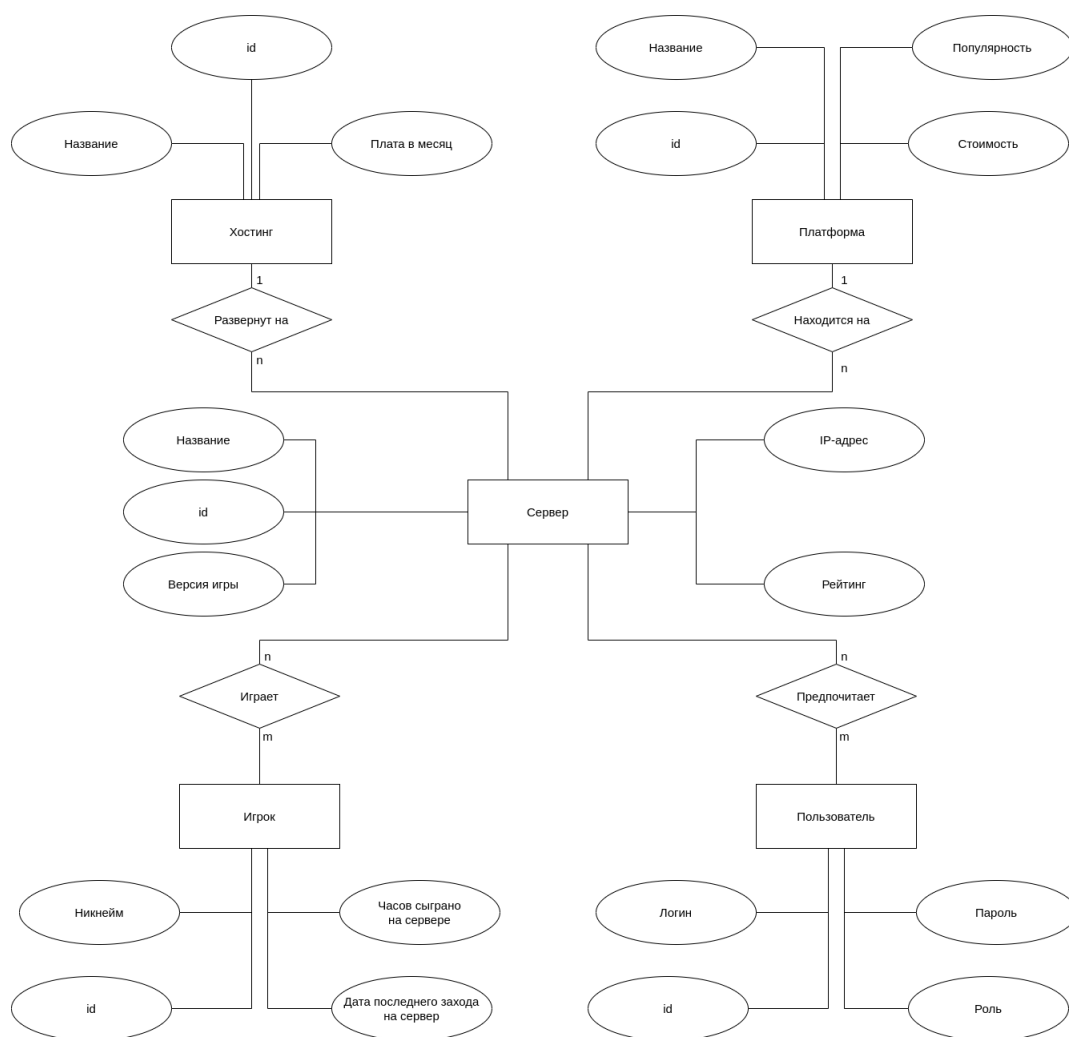 id
Название
Популярность
Название
Плата в месяц
id
Стоимость
Хостинг
Платформа
1
1
Развернут на
Находится на
n
n
Название
IP-адрес
id
Сервер
Версия игры
Рейтинг
n
n
Играет
Предпочитает
m
m
Игрок
Пользователь
Никнейм
Часов сыграно
на сервере
Логин
Пароль
id
Дата последнего захода
на сервер
id
Роль